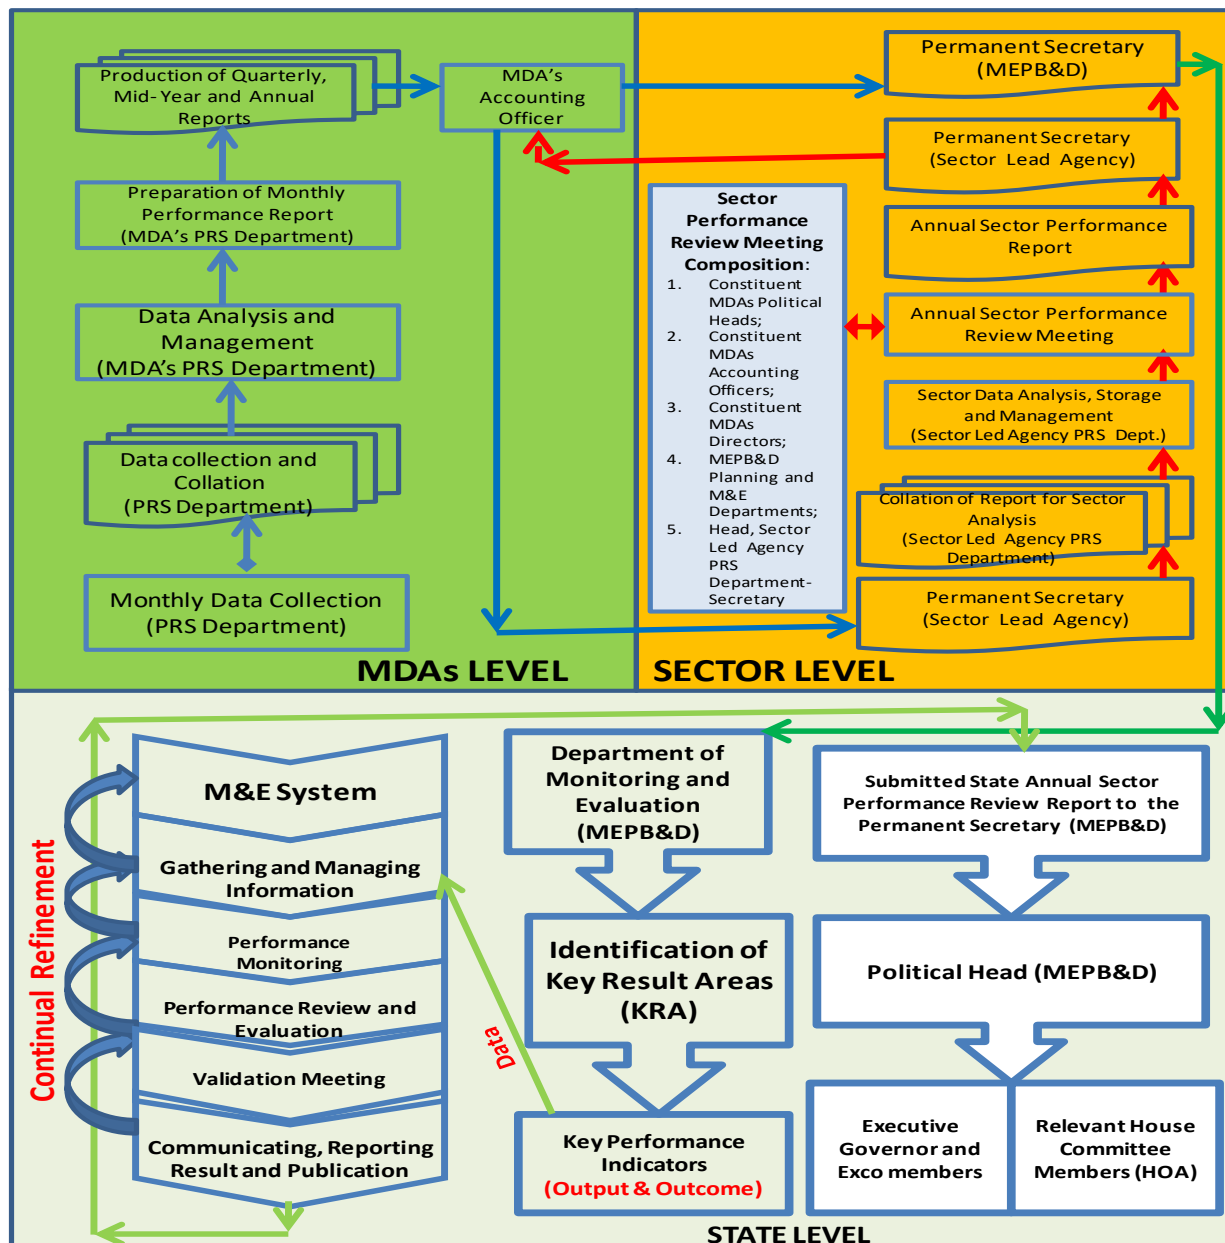 Production of Quarterly,
Mid-Year and Annual
Reports
MDA's
Accounting
Officer
Preparation of Monthly
Performance Report
(MDA's PRS Department)
Data Analysis and
Management
(MDA's PRS Department)
Data collection and
Collation
(PRS Department)
Monthly Data Collection
(PRS Department)
MDAs LEVEL
Permanent Secretary
(MEPB&D)
Permanent Secretary
(Sector Lead Agency)
Annual Sector Performance
Report
Annual Sector Performance
Review Meeting
Sector Data Analysis, Storage
and Management
(Sector Led Agency PRS Dept.)
Collation of Report for Sector
Analysis
(Sector Led Agency PRS
Department)
Permanent Secretary
(Sector Lead Agency)
Sector
Performance
Review Meeting
Composition:
1. Constituent
MDAs Political
Heads;
2. Constituent
MDAs
Accounting
Officers;
3. Constituent
MDAs
Directors;
4. MEPB&D
Planning and
M&E
Departments;
5. Head, Sector
Led Agency
PRS
Department-
Secretary
SECTOR LEVEL
Continual Refinement
M&E System
Gathering and Managing
Information
Performance
Monitoring
Performance Review and
Evaluation
Validation Meeting
Communicating, Reporting
Result and Publication
Data
Department of
Monitoring and
Evaluation
(MEPB&D)
Identification of
Key Result Areas
(KRA)
Key Performance
Indicators
(Output & Outcome)
Submitted State Annual Sector
Performance Review Report to the
Permanent Secretary (MEPB&D)
Political Head (MEPB&D)
Executive
Governor and
Exco members
Relevant House
Committee
Members (HOA)
STATE LEVEL